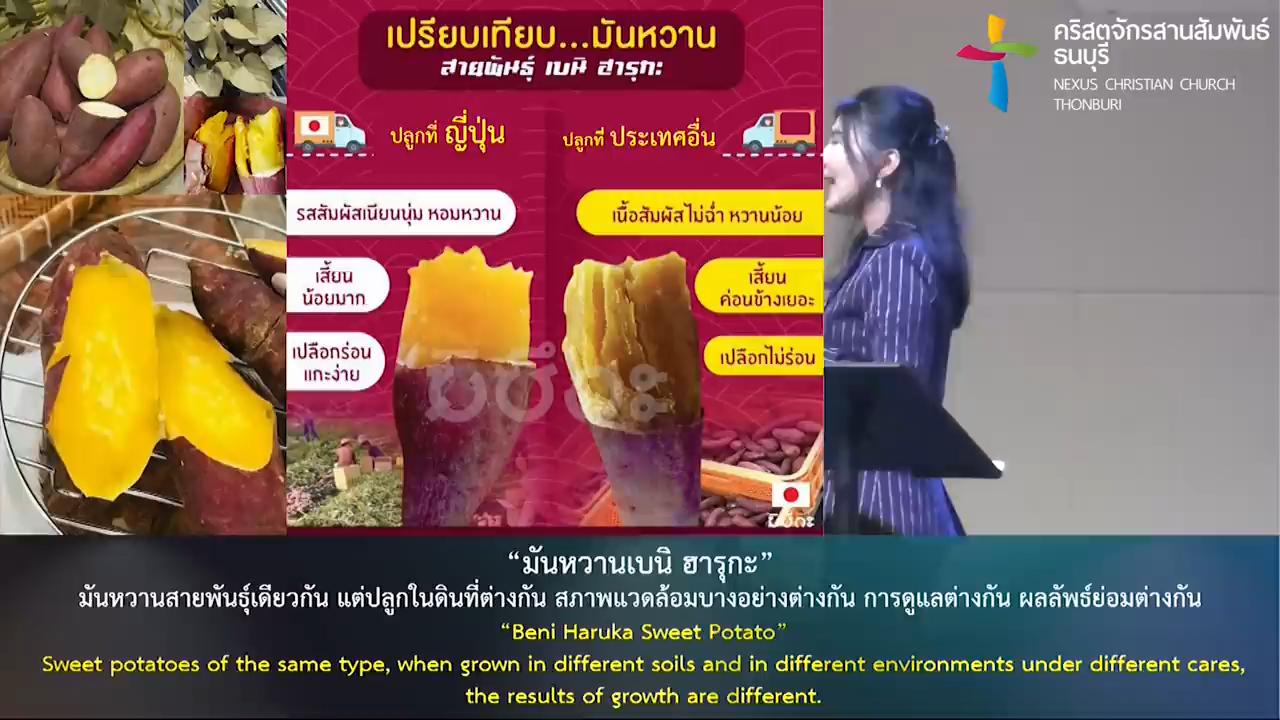 เปรียบเทียบ...มันหวาน
สายพันธุ์ เบนิ ฮารุกะ
ปลูกที่ ญี่ปุ่น
ปลูกที่ ประเทศอื่น
รสสัมผัสเนียนนุ่ม หอมหวาน
เนื้อสัมผัสไม่ฉ่ำ หวานน้อย
เสี้ยน
น้อยมาก
เสี้ยน
ค่อนข้างเยอะ
เปลือกร่อน
แกะง่าย
เปลือกไม่ร่อน
คริสตจักรสานสัมพันธ์
ธนบุรี
NEXUS CHRISTIAN CHURCH
THONBURI
“มันหวานเบนิ ฮารุกะ”
มันหวานสายพันธุ์เดียวกัน แต่ปลูกในดินที่ต่างกัน สภาพแวดล้อมบางอย่างต่างกัน การดูแลต่างกัน ผลลัพธ์ย่อมต่างกัน
“Beni Haruka Sweet Potato”
Sweet potatoes of the same type, when grown in different soils and in different environments under different cares,
the results of growth are different.